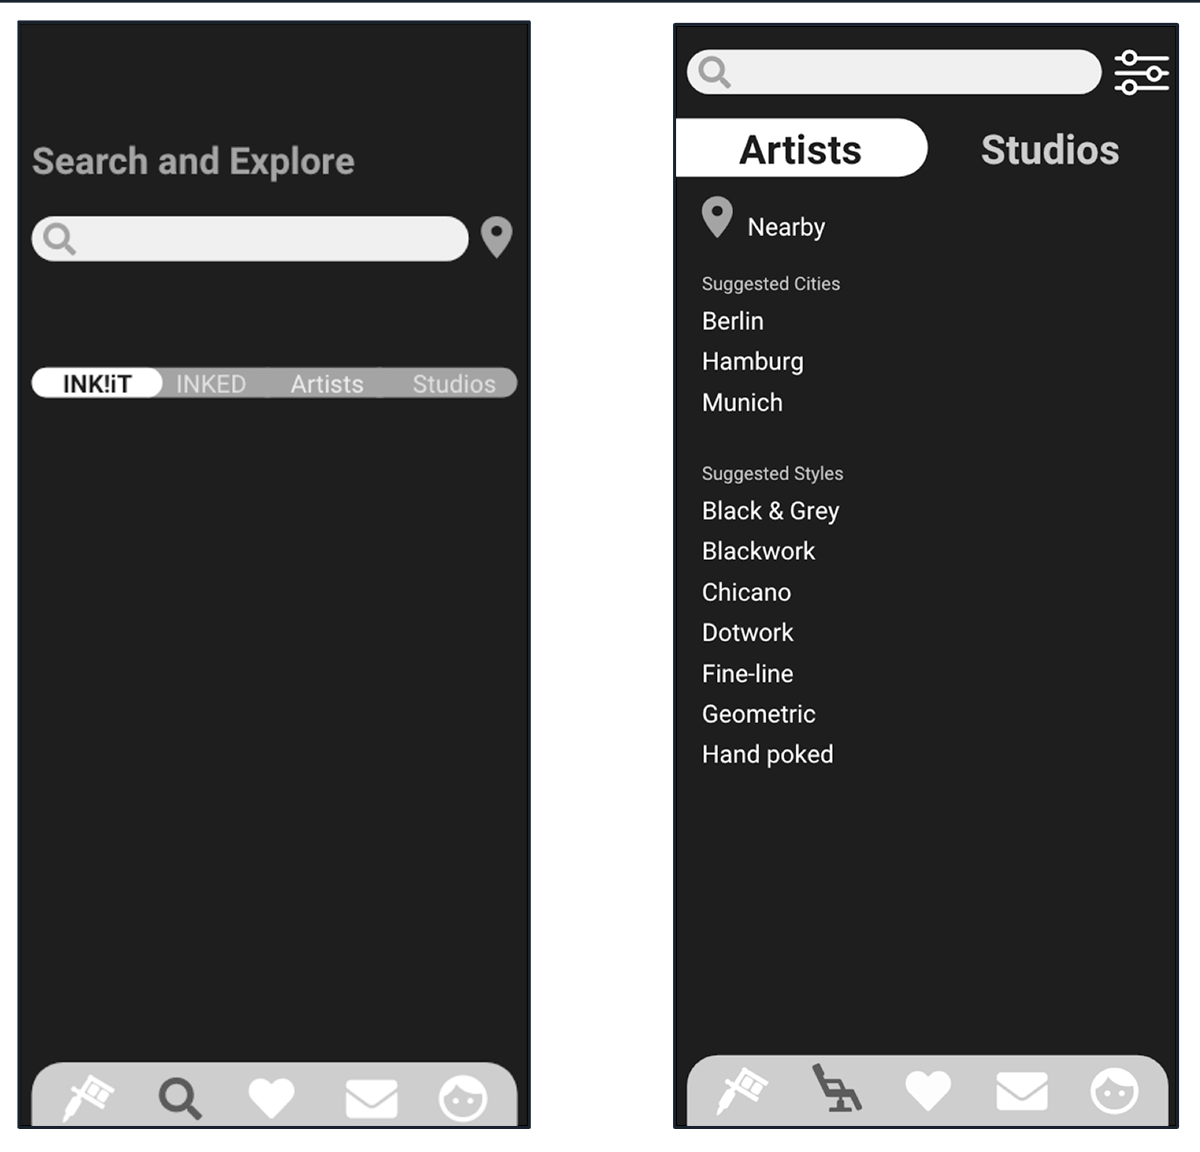 Search and Explore
INK!iT INKED Artists Studios
Artists Studios
Nearby
Suggested Cities
Berlin
Hamburg
Munich
Suggested Styles
Black & Grey
Blackwork
Chicano
Dotwork
Fine-line
Geometric
Hand poked